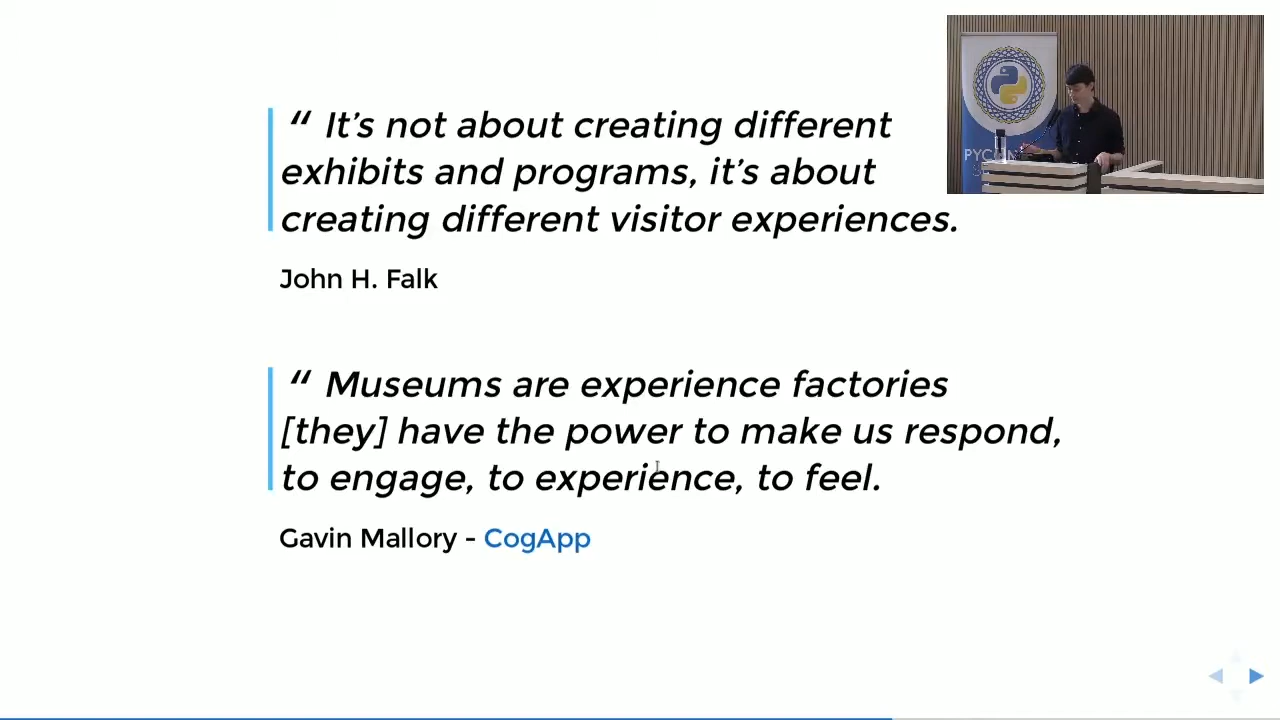 “ It’s not about creating different
exhibits and programs, it’s about
creating different visitor experiences.
John H. Falk
“ Museums are experience factories
[they] have the power to make us respond,
to engage, to experience, to feel.
Gavin Mallory - CogApp